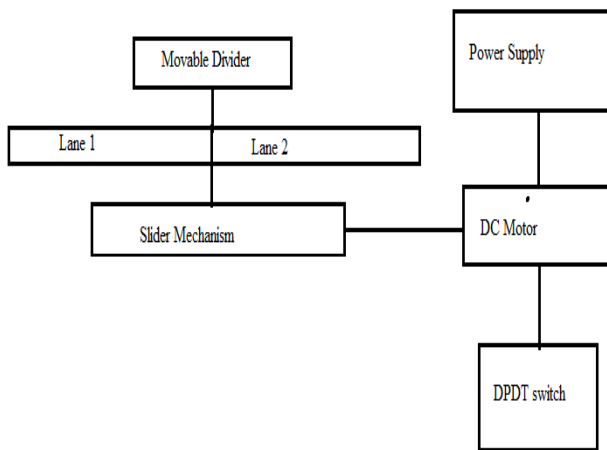 Movable Divider
Power Supply
Lane 1
Lane 2
Slider Mechanism
DC Motor
DPDT switch